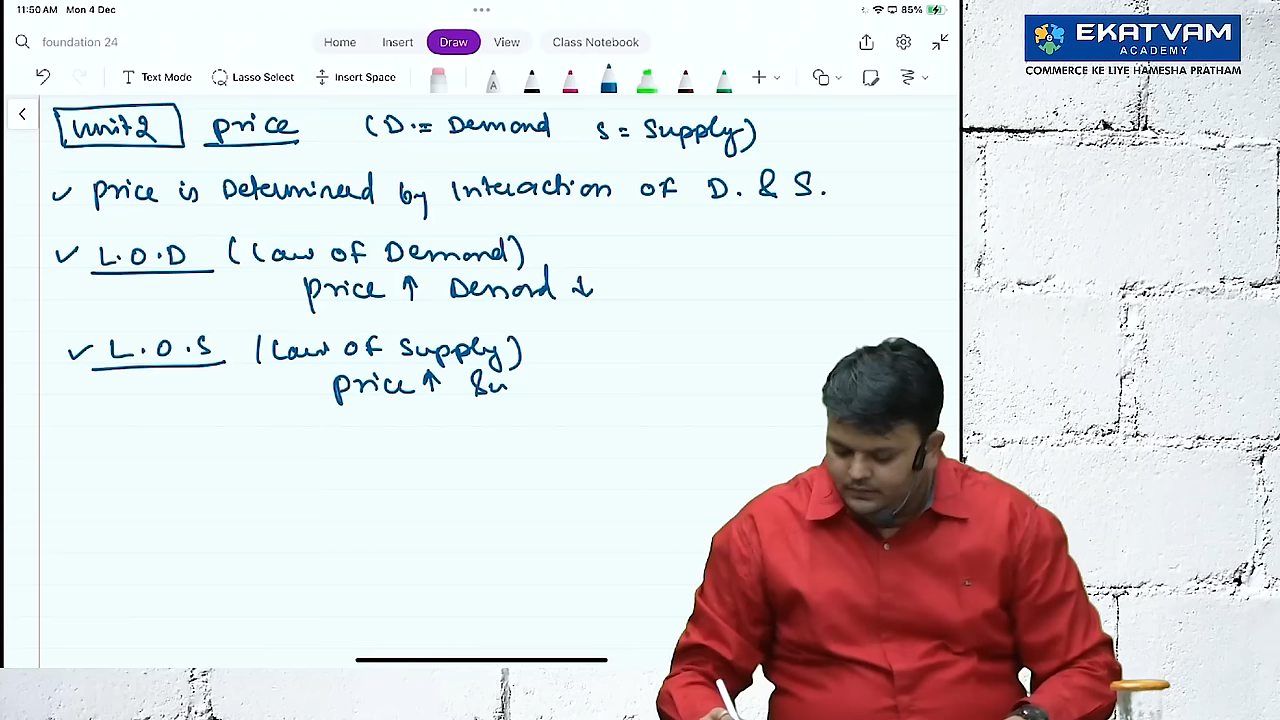 11:50 AM Mon 4 Dec
85%
foundation 24
Home Insert Draw View Class Notebook
Text Mode Lasso Select Insert Space
EKATVAM
ACADEMY
COMMERCE KE LIYE HAMESHA PRATHAM
Unit 2 price (D. = Demand S = Supply)
✓ price is Determined by Interaction of D. & S.
✓ L.O.D (Law of Demand)
price ↑ Demand ↓
✓ L.O.S (Law of Supply)
price ↑ Su